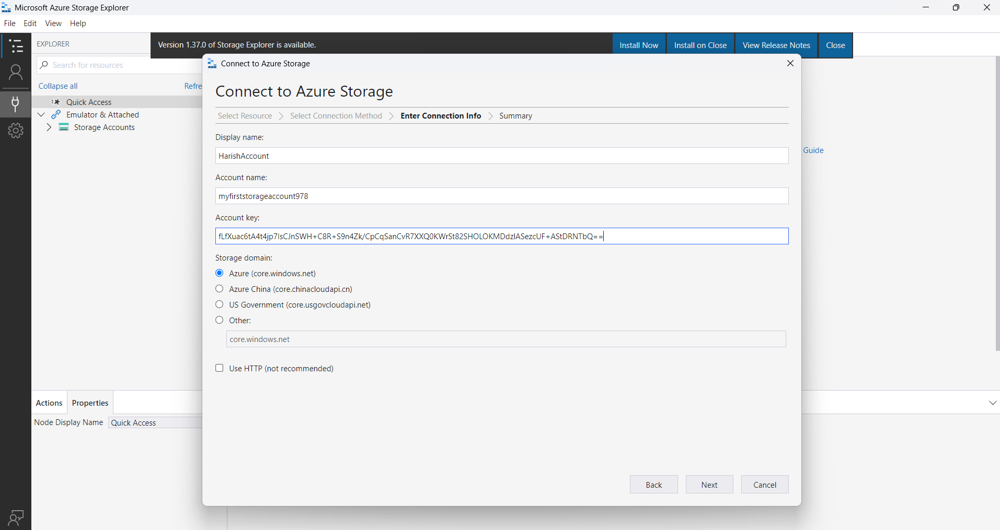 Microsoft Azure Storage Explorer
File Edit View Help
EXPLORER
Version 1.37.0 of Storage Explorer is available.
Install Now
Install on Close
View Release Notes
Close
Search for resources
Collapse all
Refre
Quick Access
Emulator & Attached
Storage Accounts
Connect to Azure Storage
Connect to Azure Storage
Select Resource > Select Connection Method > Enter Connection Info > Summary
Display name:
HarishAccount
Account name:
myfirststorageaccount978
Account key:
fLfXuac6tA4t4jp7IsCJnSWH+C8R+S9n4Zk/CpCqSanCvR7XXQ0KWrSt82SHOLOKMDdzIASezcUF+AStDRNTbQ==
Storage domain:
Azure (core.windows.net)
Azure China (core.chinacloudapi.cn)
US Government (core.usgovcloudapi.net)
Other:
core.windows.net
Use HTTP (not recommended)
Back
Next
Cancel
Guide
Actions
Properties
Node Display Name
Quick Access